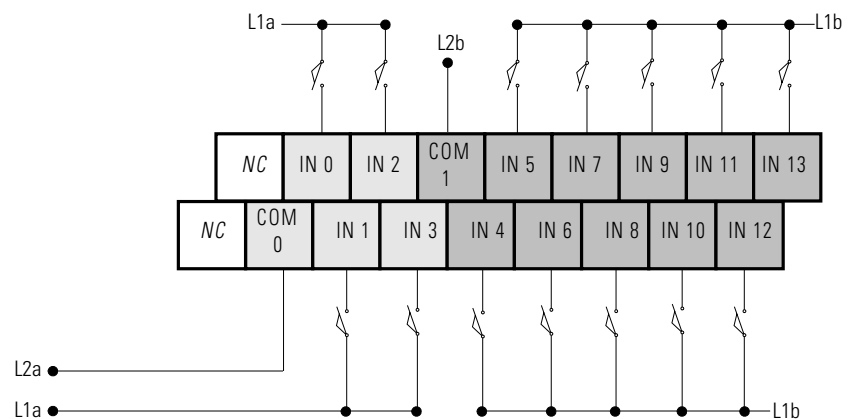 L1a
L2b
L1b
NC IN 0 IN 2 COM 1 IN 5 IN 7 IN 9 IN 11 IN 13
NC COM 0 IN 1 IN 3 IN 4 IN 6 IN 8 IN 10 IN 12
L2a
L1a
L1b